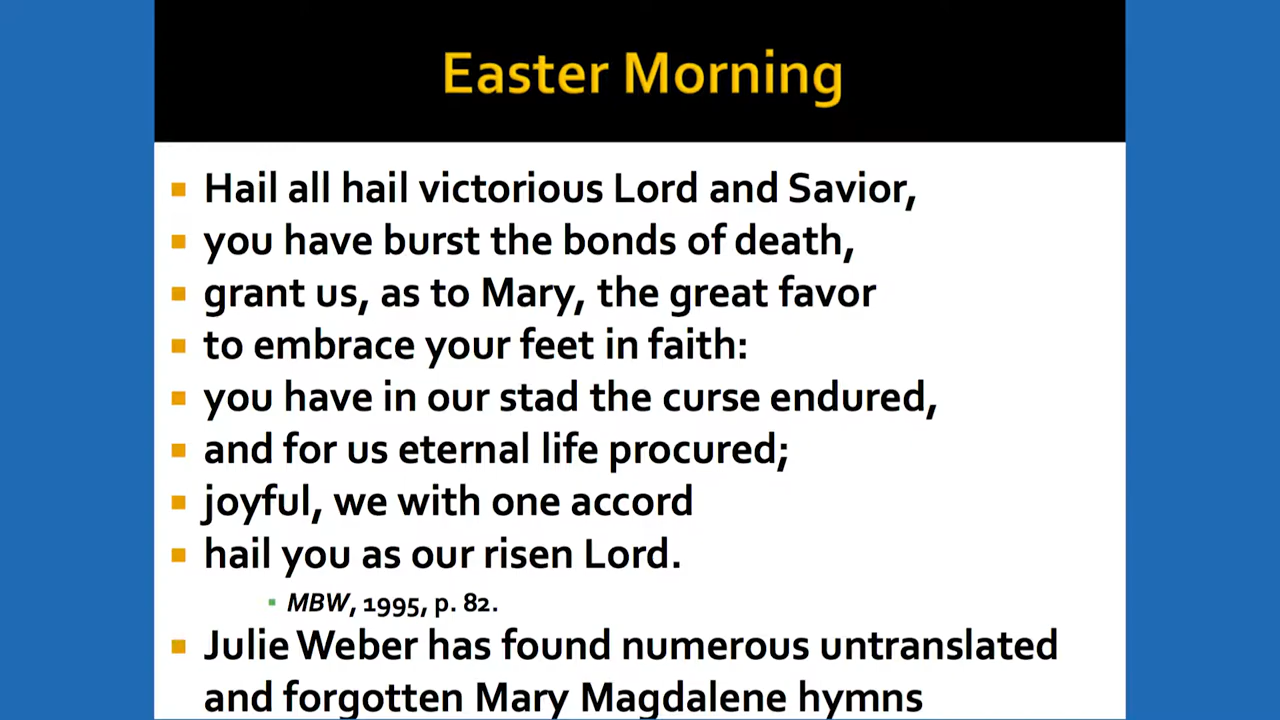 Easter Morning
Hail all hail victorious Lord and Savior,
you have burst the bonds of death,
grant us, as to Mary, the great favor
to embrace your feet in faith:
you have in our stad the curse endured,
and for us eternal life procured;
joyful, we with one accord
hail you as our risen Lord.
MBW, 1995, p. 82.
Julie Weber has found numerous untranslated
and forgotten Mary Magdalene hymns